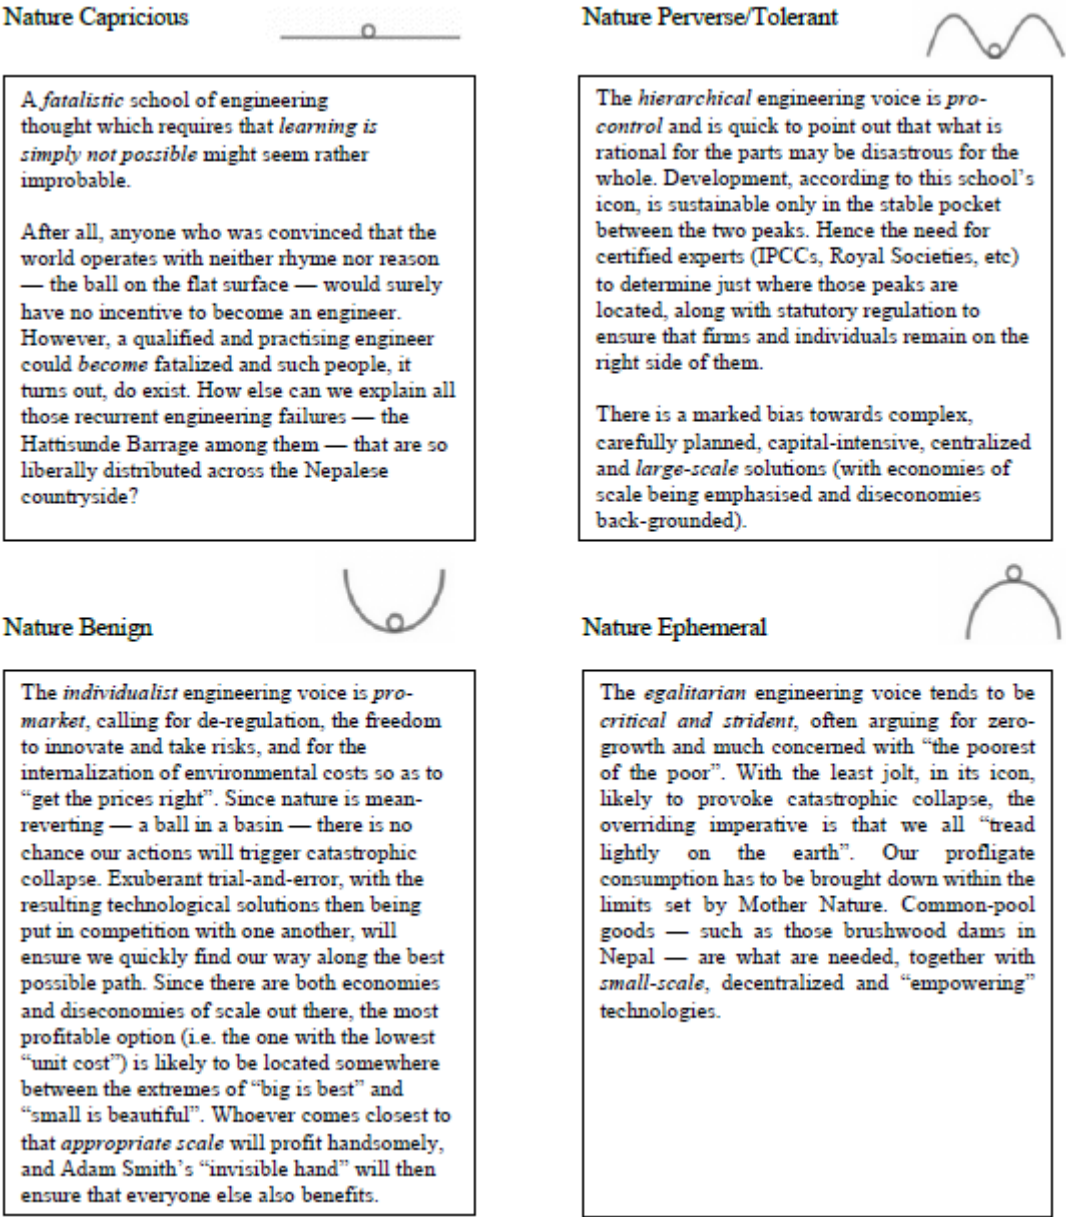 Nature Capricious
A fatalistic school of engineering
thought which requires that learning is
simply not possible might seem rather
improbable.
After all, anyone who was convinced that the
world operates with neither rhyme nor reason
— the ball on the flat surface — would surely
have no incentive to become an engineer.
However, a qualified and practising engineer
could become fatalized and such people, it
turns out, do exist. How else can we explain all
those recurrent engineering failures — the
Hattisunde Barrage among them — that are so
liberally distributed across the Nepalese
countryside?
Nature Perverse/Tolerant
The hierarchical engineering voice is pro-
control and is quick to point out that what is
rational for the parts may be disastrous for the
whole. Development, according to this school’s
icon, is sustainable only in the stable pocket
between the two peaks. Hence the need for
certified experts (IPCCs, Royal Societies, etc)
to determine just where those peaks are
located, along with statutory regulation to
ensure that firms and individuals remain on the
right side of them.
There is a marked bias towards complex,
carefully planned, capital-intensive, centralized
and large-scale solutions (with economies of
scale being emphasised and diseconomies
back-grounded).
Nature Benign
The individualist engineering voice is pro-
market, calling for de-regulation, the freedom
to innovate and take risks, and for the
internalization of environmental costs so as to
“get the prices right”. Since nature is mean-
reverting — a ball in a basin — there is no
chance our actions will trigger catastrophic
collapse. Exuberant trial-and-error, with the
resulting technological solutions then being
put in competition with one another, will
ensure we quickly find our way along the best
possible path. Since there are both economies
and diseconomies of scale out there, the most
profitable option (i.e. the one with the lowest
“unit cost”) is likely to be located somewhere
between the extremes of “big is best” and
“small is beautiful”. Whoever comes closest to
that appropriate scale will profit handsomely,
and Adam Smith’s “invisible hand” will then
ensure that everyone else also benefits.
Nature Ephemeral
The egalitarian engineering voice tends to be
critical and strident, often arguing for zero-
growth and much concerned with “the poorest
of the poor”. With the least jolt, in its icon,
likely to provoke catastrophic collapse, the
overriding imperative is that we all “tread
lightly on the earth”. Our profligate
consumption has to be brought down within the
limits set by Mother Nature. Common-pool
goods — such as those brushwood dams in
Nepal — are what are needed, together with
small-scale, decentralized and “empowering”
technologies.